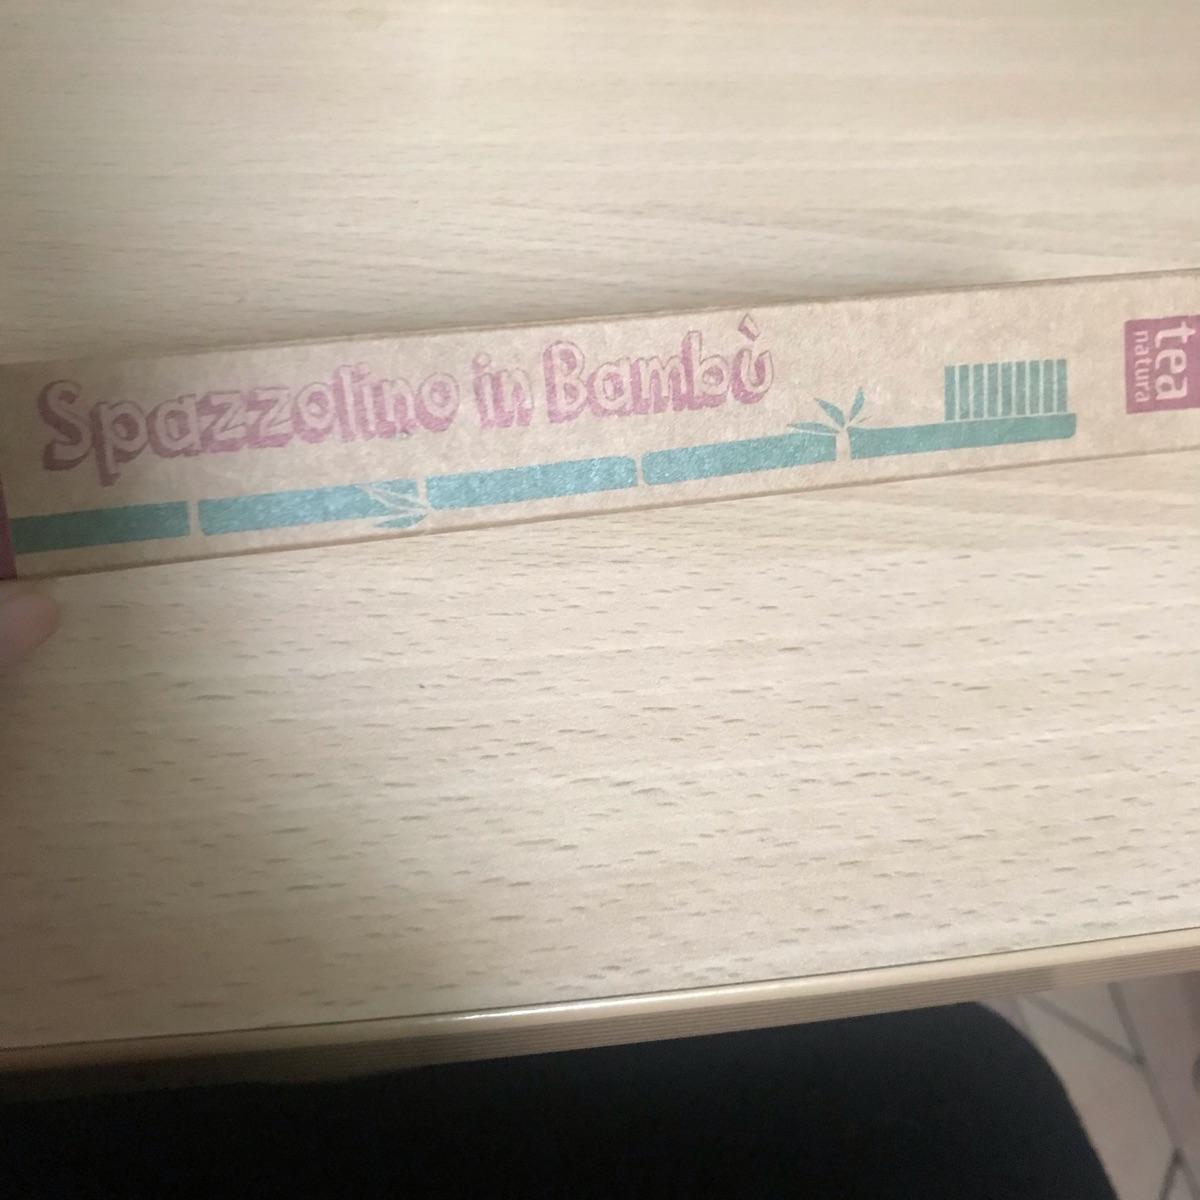 Spazzolino in Bambù
tea
natura